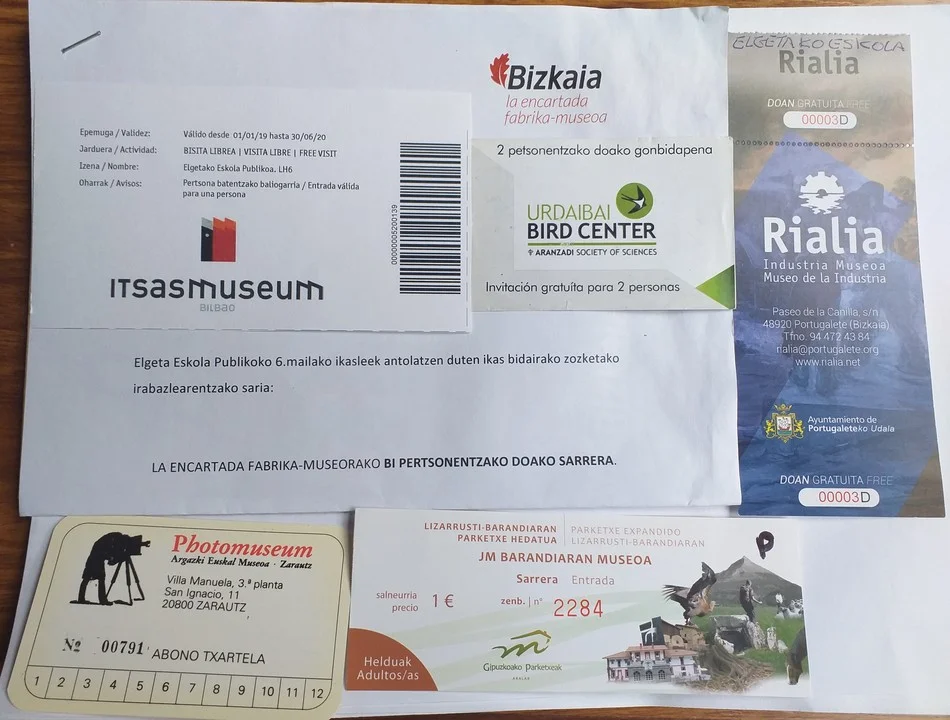 Bizkaia
la encartada
fabrika-museoa
Epemuga / Validez: Válido desde 01/01/19 hasta 30/06/20
Jarduera / Actividad: BISITA LIBREA | VISITA LIBRE | FREE VISIT
Izena / Nombre: Elgetako Eskola Publikoa. LH6
Oharrak / Avisos: Pertsona batentzako baliogarria / Entrada válida
para una persona
00000005200139
ITSASMUSEUM
BILBAO
2 petsonentzako doako gonbidapena
URDAIBAI
BIRD CENTER
ARANZADI SOCIETY OF SCIENCES
Invitación gratuíta para 2 personas
Elgeta Eskola Publikoko 6.mailako ikasleek antolatzen duten ikas bidairako zozketako
irabazlearentzako saria:
LA ENCARTADA FABRIKA-MUSEORAKO BI PERTSONENTZAKO DOAKO SARRERA.
ELGETAKO ESKOLA
Rialia
DOAN GRATUITA FREE
00003D
Rialia
Industria Museoa
Museo de la Industria
Paseo de la Canilla, s/n
48920 Portugalete (Bizkaia)
Tfno. 94 472 43 84
rialia@portugalete.org
www.rialia.net
Ayuntamiento de
Portugaleteko Udala
DOAN GRATUITA FREE
00003D
Photomuseum
Argazki Euskal Museoa · Zarautz
Villa Manuela, 3.ª planta
San Ignacio, 11
20800 ZARAUTZ
Nº 00791 ABONO TXARTELA
1 2 3 4 5 6 7 8 9 10 11 12
LIZARRUSTI-BARANDIARAN
PARKETXE HEDATUA
PARKETXE EXPANDIDO
LIZARRUSTI-BARANDIARAN
JM BARANDIARAN MUSEOA
Sarrera Entrada
salneurria
precio
1 €
zenb. | nº 2284
Gipuzkoako Parketxeak
ARALAR
Helduak
Adultos/as